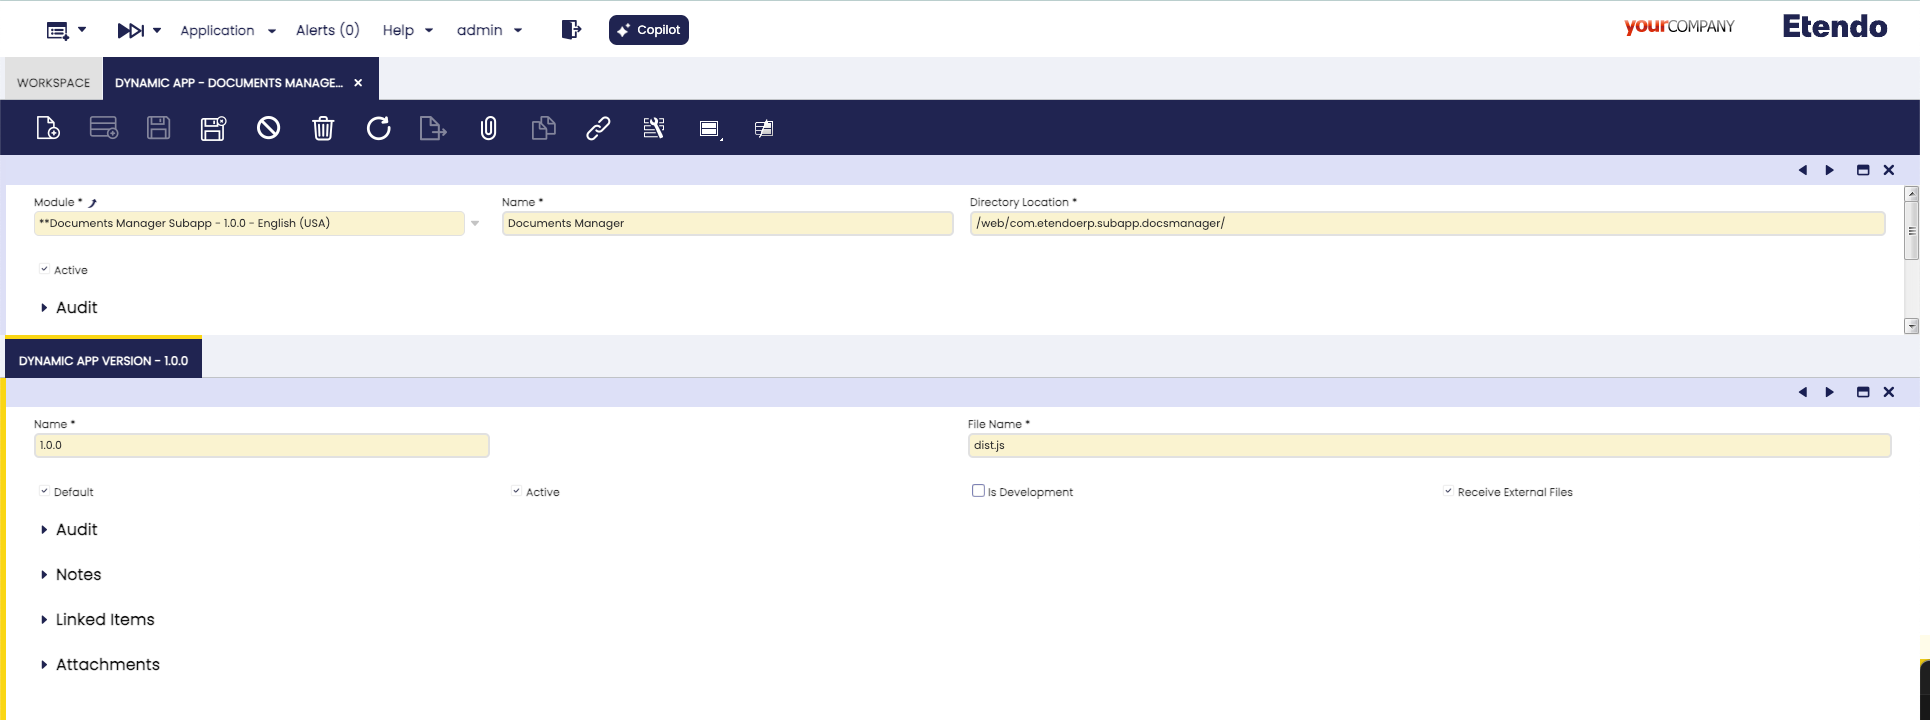 Application Alerts (0) Help admin Copilot yourCOMPANY Etendo
WORKSPACE DYNAMIC APP - DOCUMENTS MANAGE...
Module * Name * Directory Location *
**Documents Manager Subapp - 1.0.0 - English (USA) Documents Manager /web/com.etendoerp.subapp.docsmanager/
Active
Audit
DYNAMIC APP VERSION - 1.0.0
Name * File Name *
1.0.0 dist.js
Default Active Is Development Receive External Files
Audit
Notes
Linked Items
Attachments